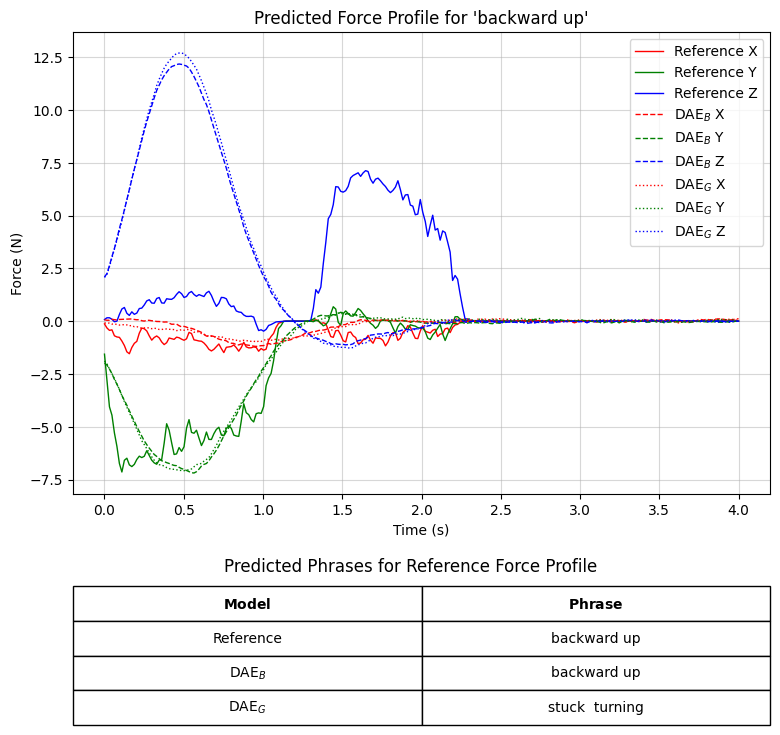 Predicted Force Profile for 'backward up'
Force (N)
12.5
10.0
7.5
5.0
2.5
0.0
−2.5
−5.0
−7.5
Reference X
Reference Y
Reference Z
DAE_B X
DAE_B Y
DAE_B Z
DAE_G X
DAE_G Y
DAE_G Z
0.0 0.5 1.0 1.5 2.0 2.5 3.0 3.5 4.0
Time (s)
Predicted Phrases for Reference Force Profile
Model Phrase
Reference backward up
DAE_B backward up
DAE_G stuck turning